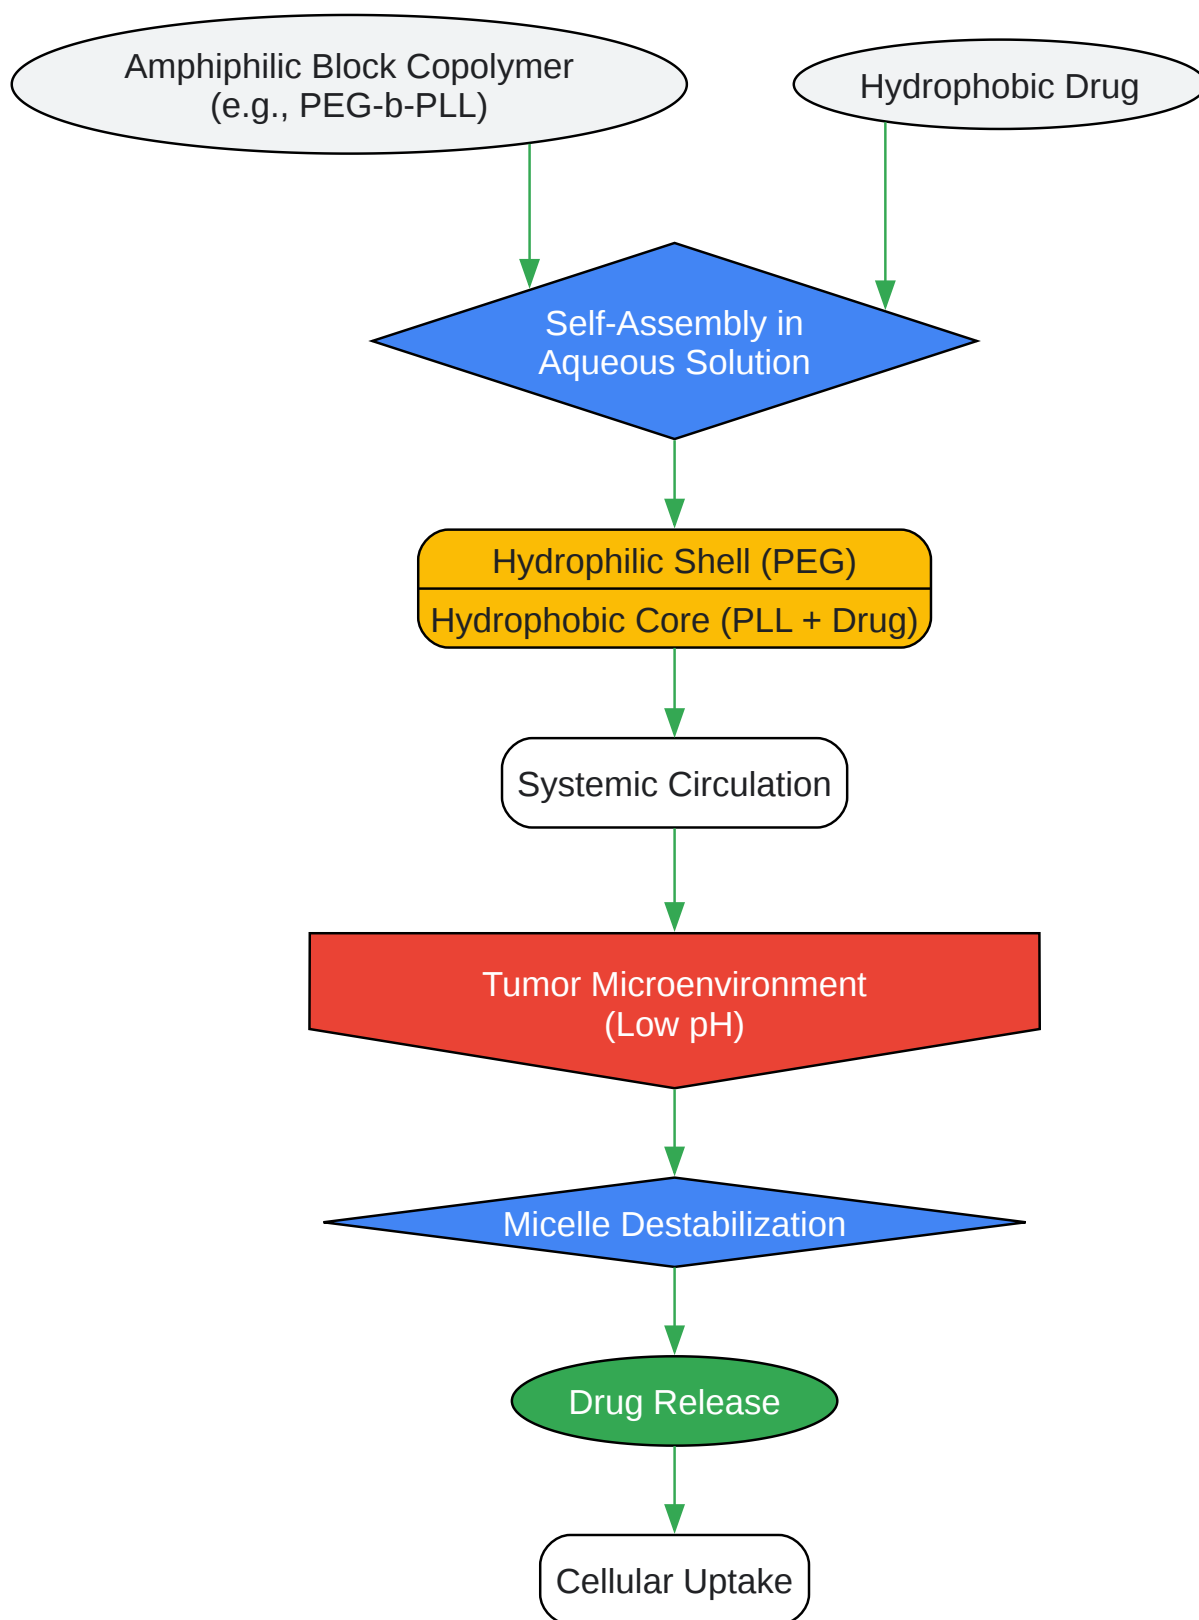 Amphiphilic Block Copolymer
(e.g., PEG-b-PLL)
Hydrophobic Drug
Self-Assembly in
Aqueous Solution
Hydrophilic Shell (PEG)
Hydrophobic Core (PLL + Drug)
Systemic Circulation
Tumor Microenvironment
(Low pH)
Micelle Destabilization
Drug Release
Cellular Uptake